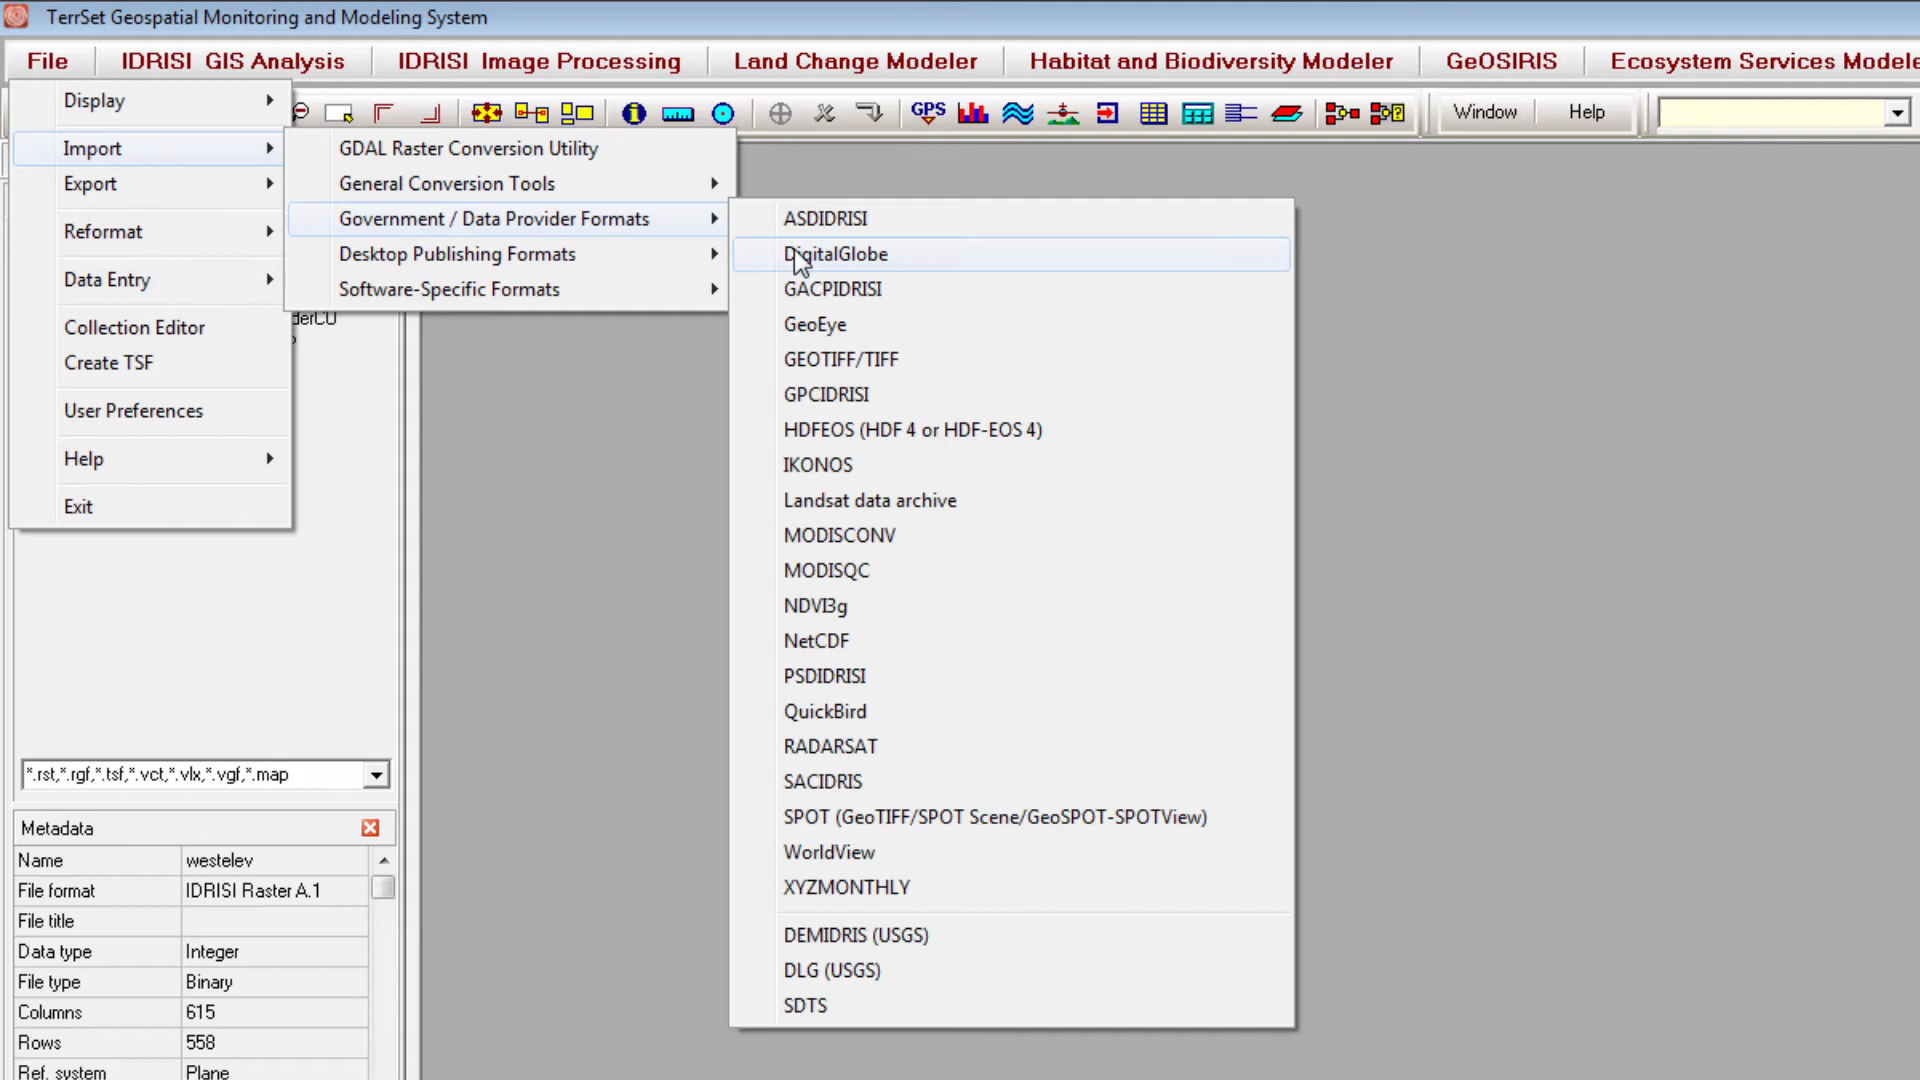 TerrSet Geospatial Monitoring and Modeling System
File
IDRISI GIS Analysis
IDRISI Image Processing
Land Change Modeler
Habitat and Biodiversity Modeler
GeOSIRIS
Ecosystem Services Modele
GPS
Window
Help
Display
Import
Export
Reformat
Data Entry
Collection Editor
Create TSF
User Preferences
Help
Exit
GDAL Raster Conversion Utility
General Conversion Tools
Government / Data Provider Formats
Desktop Publishing Formats
Software-Specific Formats
derCU
ASDIDRISI
DigitalGlobe
GACPIDRISI
GeoEye
GEOTIFF/TIFF
GPCIDRISI
HDFEOS (HDF 4 or HDF-EOS 4)
IKONOS
Landsat data archive
MODISCONV
MODISQC
NDVI3g
NetCDF
PSDIDRISI
QuickBird
RADARSAT
SACIDRIS
SPOT (GeoTIFF/SPOT Scene/GeoSPOT-SPOTView)
WorldView
XYZMONTHLY
DEMIDRIS (USGS)
DLG (USGS)
SDTS
*.rst,*.rgf,*.tsf,*.vct,*.vlx,*.vgf,*.map
Metadata
Name westelev
File format IDRISI Raster A.1
File title
Data type Integer
File type Binary
Columns 615
Rows 558
Ref. system Plane